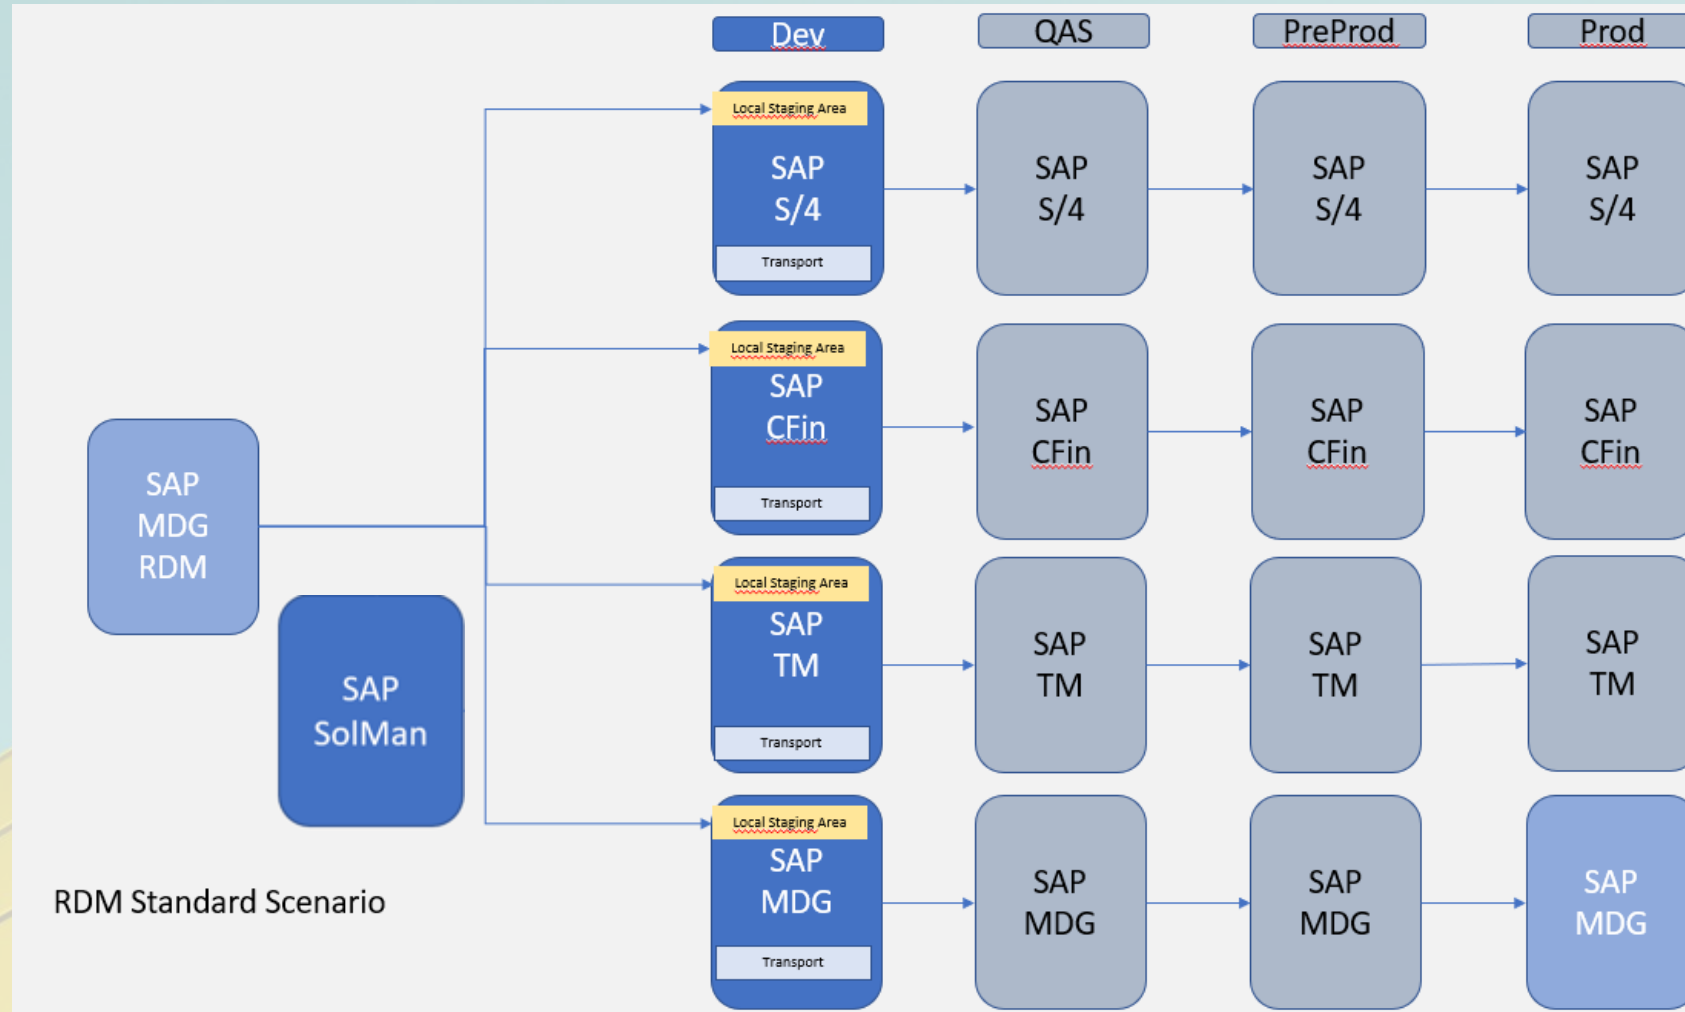 Dev
QAS
PreProd
Prod
Local Staging Area
SAP
S/4
Transport
SAP
S/4
SAP
S/4
SAP
S/4
Local Staging Area
SAP
CFin
Transport
SAP
CFin
SAP
CFin
SAP
CFin
SAP
MDG
RDM
SAP
SolMan
Local Staging Area
SAP
TM
Transport
SAP
TM
SAP
TM
SAP
TM
Local Staging Area
SAP
MDG
Transport
SAP
MDG
SAP
MDG
SAP
MDG
RDM Standard Scenario